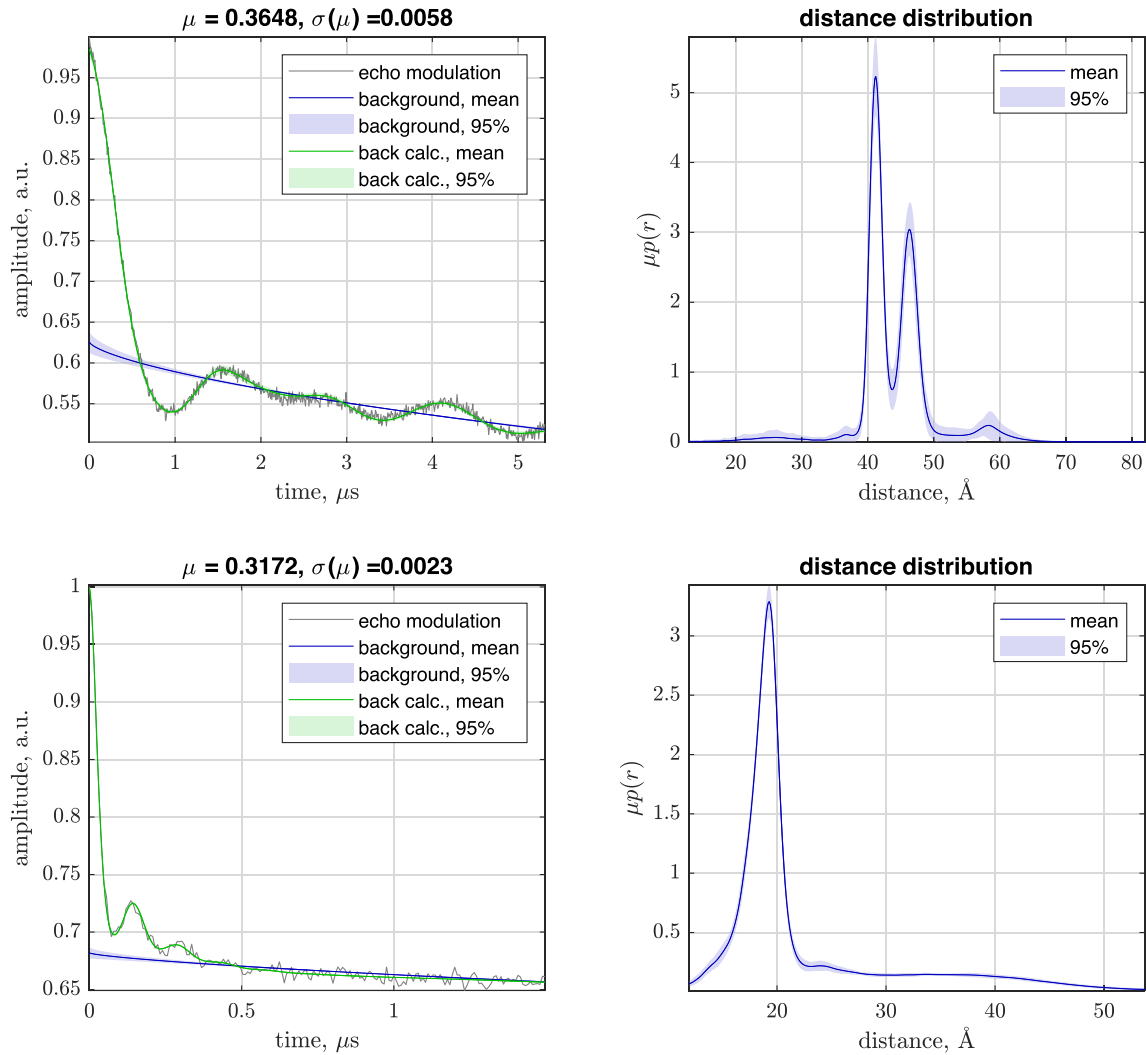 μ = 0.3648, σ(μ) =0.0058
0.95
0.9
0.85
0.8
0.75
0.7
0.65
0.6
0.55
amplitude, a.u.
echo modulation
background, mean
background, 95%
back calc., mean
back calc., 95%
0 1 2 3 4 5
time, μs
distance distribution
5
4
3
2
1
0
μp(r)
mean
95%
20 30 40 50 60 70 80
distance, Å
μ = 0.3172, σ(μ) =0.0023
1
0.95
0.9
0.85
0.8
0.75
0.7
0.65
amplitude, a.u.
echo modulation
background, mean
background, 95%
back calc., mean
back calc., 95%
0 0.5 1
time, μs
distance distribution
3
2.5
2
1.5
1
0.5
μp(r)
mean
95%
20 30 40 50
distance, Å